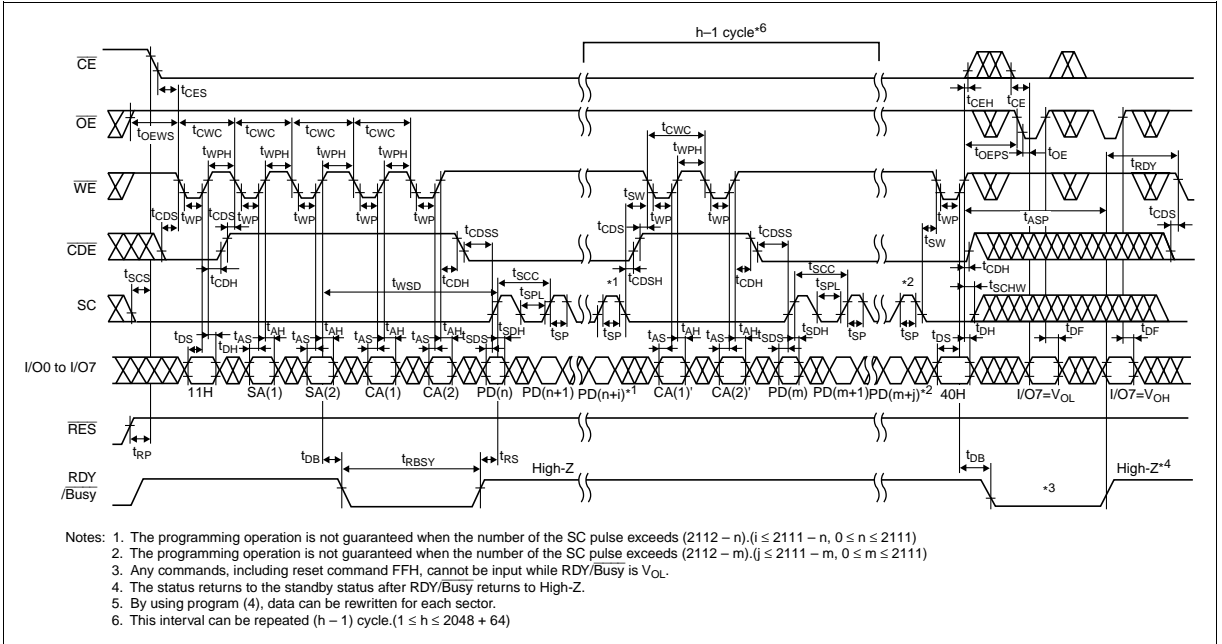 h–1 cycle*6
CE
tCES
tCEH tCE
OE
tOEWS tCWC tCWC tCWC tCWC tCWC
tWPH tWPH tWPH tWPH tWPH tOEPS tOE
WE
tRDY
tCDS tCDS tWP tWP tWP tWP tWP tSW tWP tWP tWP tASP
tCDS tSW tCDS
CDE
tCDSS tCDSS
tSCS tCDH tCDH tCDSH tCDH tCDH
tWSD tSCC *1 tSCC *2 tSCHW
tSPL tSPL
SC
tDS tDH tAS tAH tAS tAH tAS tAH tAS tAH tSDS tSDH tSP tSP tAS tAH tAS tAH tSDS tSDH tSP tSP tDS tDH tDF tDF
I/O0 to I/O7
11H SA(1) SA(2) CA(1) CA(2) PD(n) PD(n+1) PD(n+i)*1 CA(1)' CA(2)' PD(m) PD(m+1) PD(m+j)*2 40H I/O7=VOL I/O7=VOH
RES
tRP
tDB tRBSY tRS High-Z tDB High-Z*4
RDY
/Busy
*3
Notes: 1. The programming operation is not guaranteed when the number of the SC pulse exceeds (2112 – n).(i ≤ 2111 – n, 0 ≤ n ≤ 2111)
2. The programming operation is not guaranteed when the number of the SC pulse exceeds (2112 – m).(j ≤ 2111 – m, 0 ≤ m ≤ 2111)
3. Any commands, including reset command FFH, cannot be input while RDY/Busy is VOL.
4. The status returns to the standby status after RDY/Busy returns to High-Z.
5. By using program (4), data can be rewritten for each sector.
6. This interval can be repeated (h – 1) cycle.(1 ≤ h ≤ 2048 + 64)